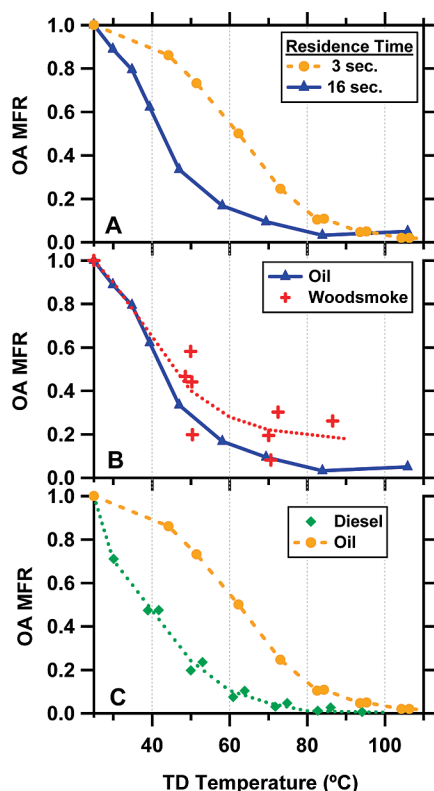 1.0
0.8
0.6
0.4
0.2
0.0
OA MFR
A
Residence Time
3 sec.
16 sec.
1.0
0.8
0.6
0.4
0.2
0.0
OA MFR
B
Oil
Woodsmoke
1.0
0.8
0.6
0.4
0.2
0.0
OA MFR
C
Diesel
Oil
40
60
80
100
TD Temperature (ºC)